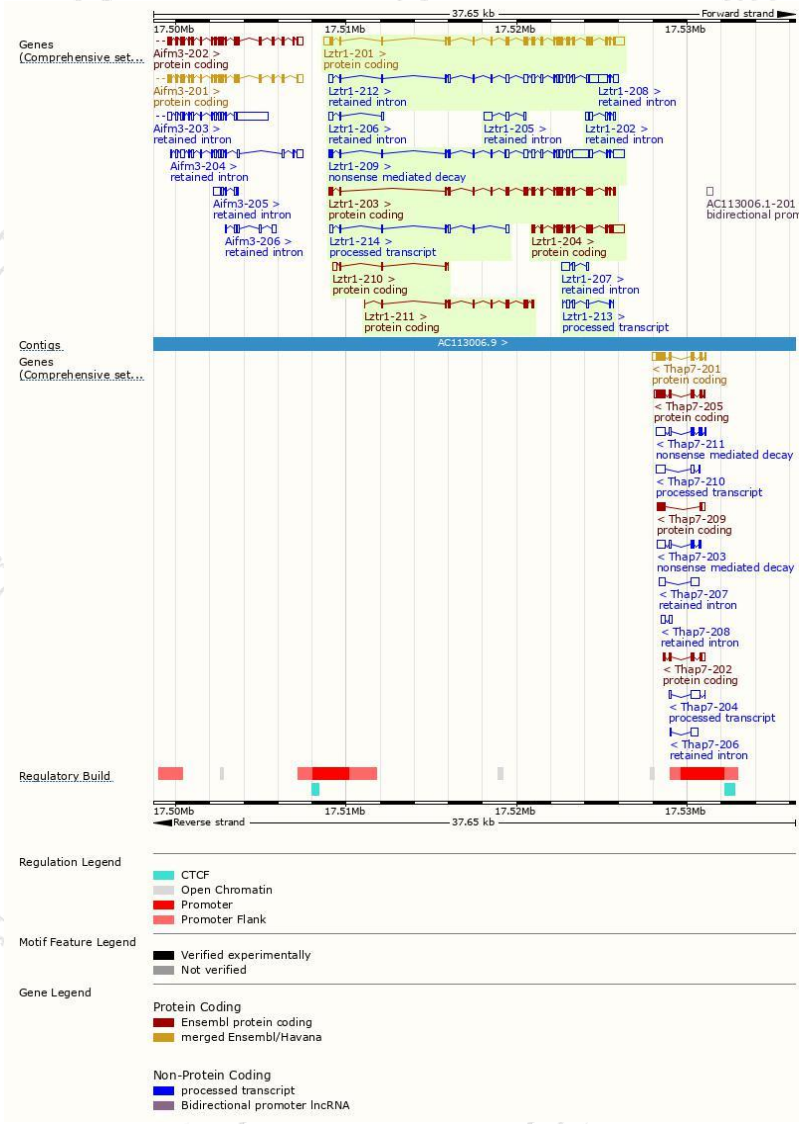 37.65 kb Forward strand
17.50Mb 17.51Mb 17.52Mb 17.53Mb
Genes
(Comprehensive set...
Aifm3-202 > Lztr1-201 >
protein coding protein coding
Aifm3-201 > Lztr1-212 > Lztr1-208 >
protein coding retained intron retained intron
Aifm3-203 > Lztr1-206 > Lztr1-205 > Lztr1-202 >
retained intron retained intron retained intron retained intron
Aifm3-204 > Lztr1-209 >
retained intron nonsense mediated decay
Aifm3-205 > Lztr1-203 > AC113006.1-201
retained intron protein coding bidirectional prom
Aifm3-206 > Lztr1-214 > Lztr1-204 >
retained intron processed transcript protein coding
Lztr1-210 > Lztr1-207 >
protein coding retained intron
Lztr1-211 > Lztr1-213 >
protein coding processed transcript
Contigs AC113006.9 >
Genes
(Comprehensive set...
< Thap7-201
protein coding
< Thap7-205
protein coding
< Thap7-211
nonsense mediated decay
< Thap7-210
processed transcript
< Thap7-209
protein coding
< Thap7-203
nonsense mediated decay
< Thap7-207
retained intron
< Thap7-208
retained intron
< Thap7-202
protein coding
< Thap7-204
processed transcript
< Thap7-206
retained intron
Regulatory Build
17.50Mb 17.51Mb 17.52Mb 17.53Mb
Reverse strand 37.65 kb
Regulation Legend
CTCF
Open Chromatin
Promoter
Promoter Flank
Motif Feature Legend
Verified experimentally
Not verified
Gene Legend
Protein Coding
Ensembl protein coding
merged Ensembl/Havana
Non-Protein Coding
processed transcript
Bidirectional promoter lncRNA